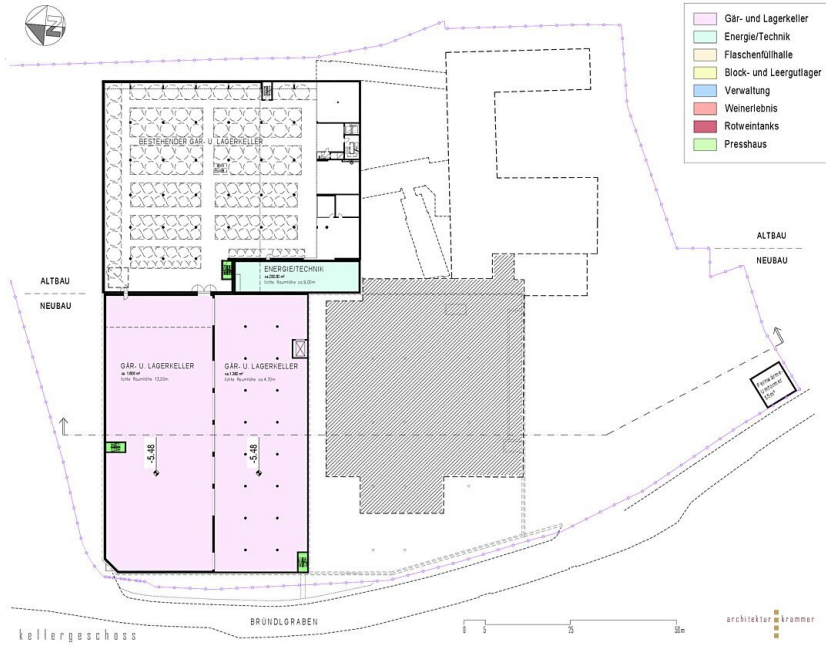 N
Gär- und Lagerkeller
Energie/Technik
Flaschenfüllhalle
Block- und Leergutlager
Verwaltung
Weinerlebnis
Rotweintanks
Presshaus
BESTEHENDER GÄR- U. LAGERKELLER
ALTBAU
NEUBAU
ALTBAU
NEUBAU
ENERGIE/TECHNIK
GÄR- U. LAGERKELLER
GÄR- U. LAGERKELLER
-5.48
-5.48
Fernwärme
Umformer
BRÜNDLGRABEN
kellergeschoss
0 5 25 50m
architektur krammer